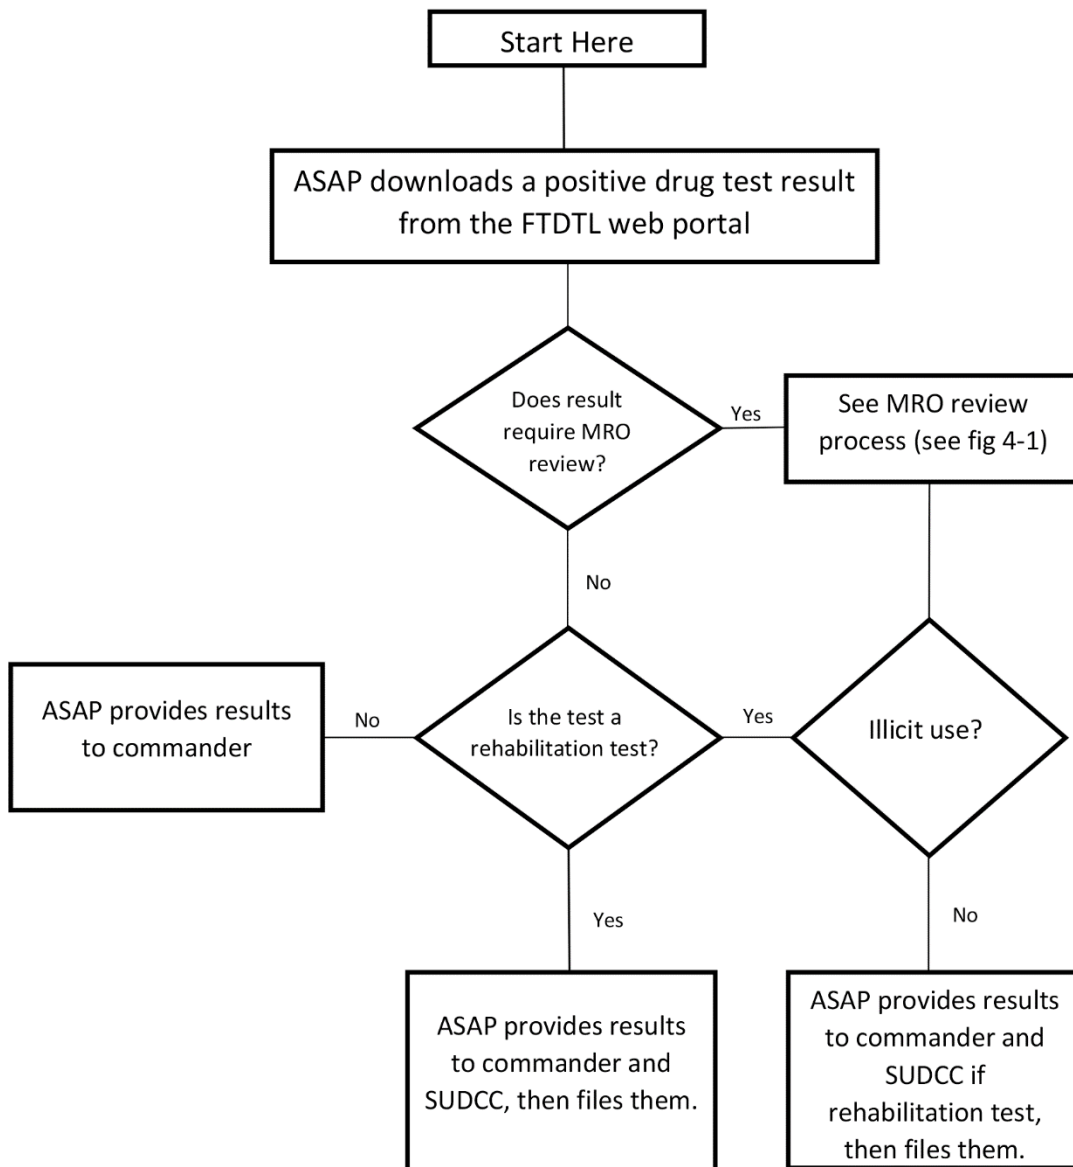 Start Here
ASAP downloads a positive drug test result
from the FTDTL web portal
Does result
require MRO
review?
Yes
See MRO review
process (see fig 4-1)
No
ASAP provides results
to commander
No
Is the test a
rehabilitation test?
Yes
Illicit use?
Yes
No
ASAP provides results
to commander and
SUDCC, then files them.
ASAP provides results
to commander and
SUDCC if
rehabilitation test,
then files them.